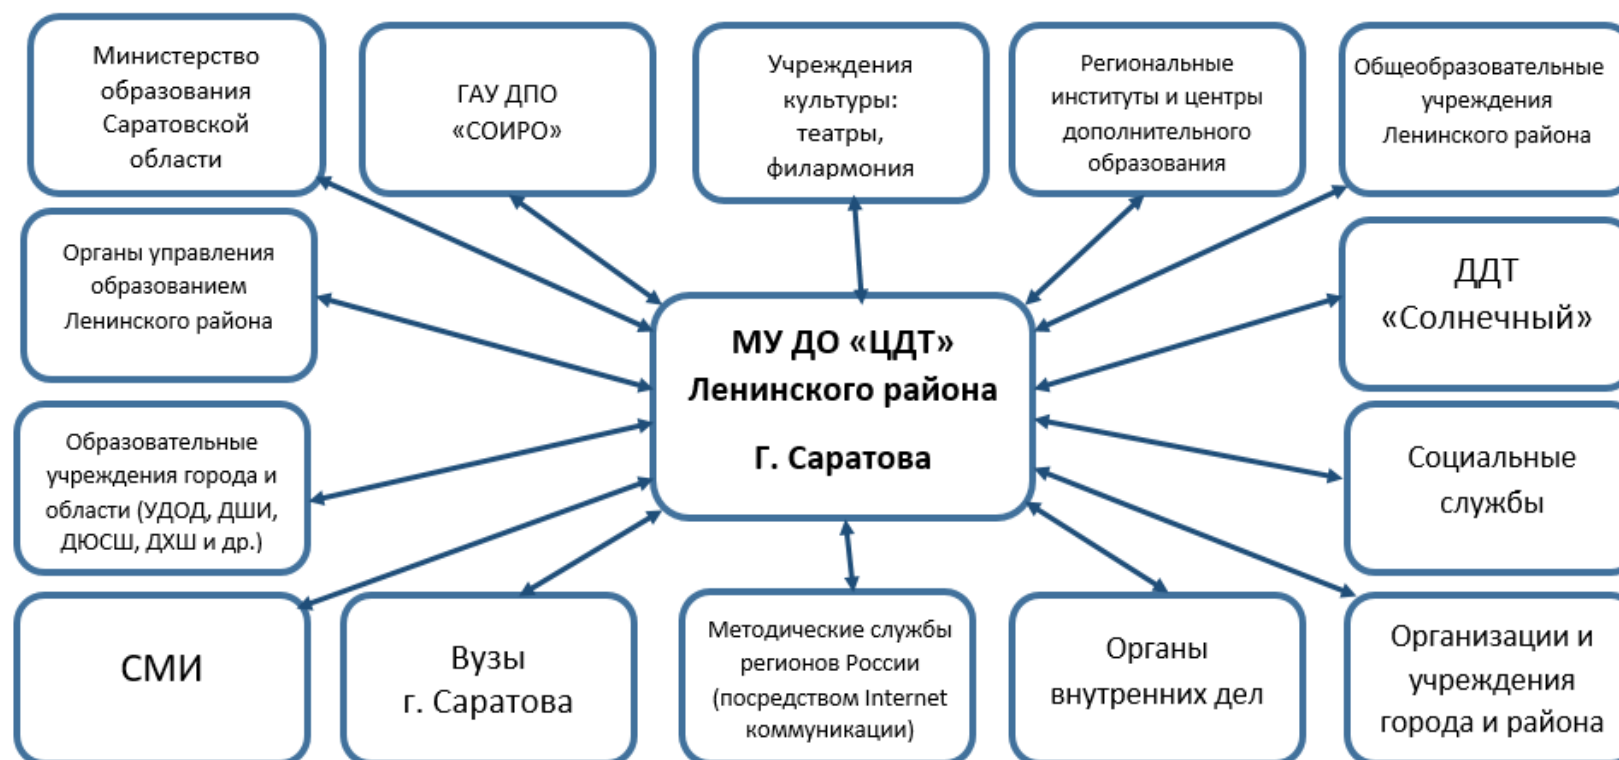 Министерство
образования
Саратовской
области
ГАУ ДПО
«СОИРО»
Учреждения
культуры:
театры,
филармония
Региональные
институты и центры
дополнительного
образования
Общеобразовательные
учреждения
Ленинского района
Органы управления
образованием
Ленинского района
ДДТ
«Солнечный»
МУ ДО «ЦДТ»
Ленинского района
Г. Саратова
Образовательные
учреждения города и
области (УДОД, ДШИ,
ДЮСШ, ДХШ и др.)
Социальные
службы
СМИ
Вузы
г. Саратова
Методические службы
регионов России
(посредством Internet
коммуникации)
Органы
внутренних дел
Организации и
учреждения
города и района